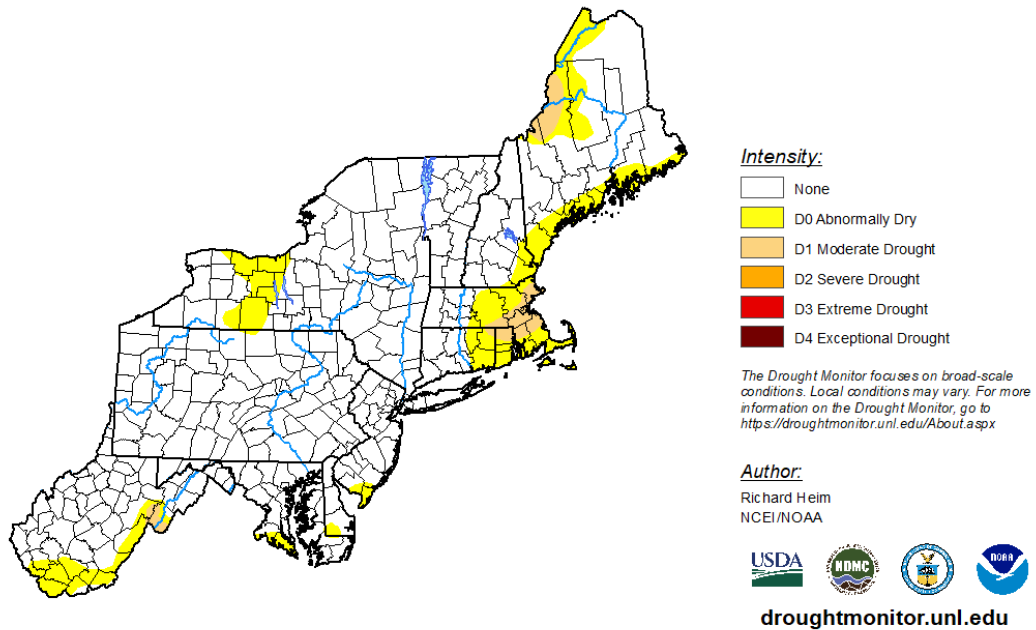 Intensity:
None
D0 Abnormally Dry
D1 Moderate Drought
D2 Severe Drought
D3 Extreme Drought
D4 Exceptional Drought
The Drought Monitor focuses on broad-scale
conditions. Local conditions may vary. For more
information on the Drought Monitor, go to
https://droughtmonitor.unl.edu/About.aspx
Author:
Richard Heim
NCEI/NOAA
USDA
NDMC
NOAA
droughtmonitor.unl.edu